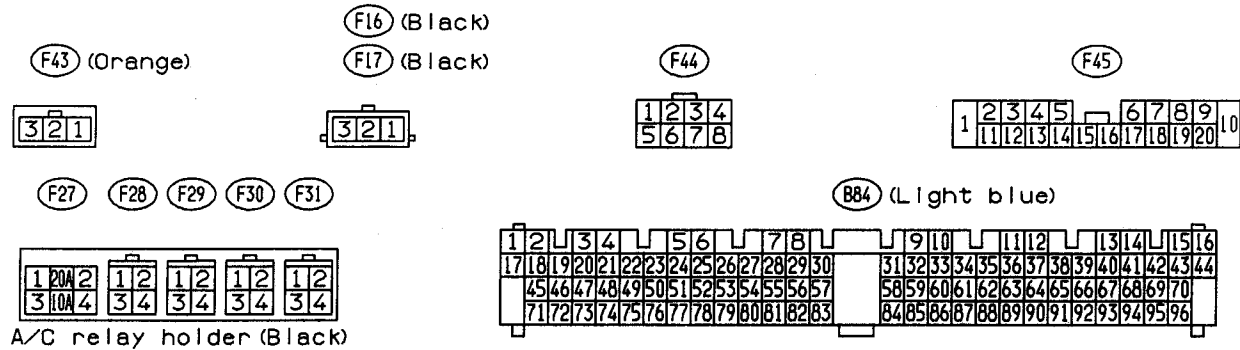 F16 (Black)
F43 (Orange) F17 (Black) F44 F45
3 2 1
3 2 1
1 2 3 4
5 6 7 8
1 2 3 4 5 6 7 8 9 10
11 12 13 14 15 16 17 18 19 20
F27 F28 F29 F30 F31 B84 (Light blue)
1 20A 2 1 2 1 2 1 2 1 2
3 10A 4 3 4 3 4 3 4 3 4
A/C relay holder (Black)
1 2 3 4 5 6 7 8 9 10 11 12 13 14 15 16
17 18 19 20 21 22 23 24 25 26 27 28 29 30 31 32 33 34 35 36 37 38 39 40 41 42 43 44
45 46 47 48 49 50 51 52 53 54 55 56 57 58 59 60 61 62 63 64 65 66 67 68 69 70
71 72 73 74 75 76 77 78 79 80 81 82 83 84 85 86 87 88 89 90 91 92 93 94 95 96